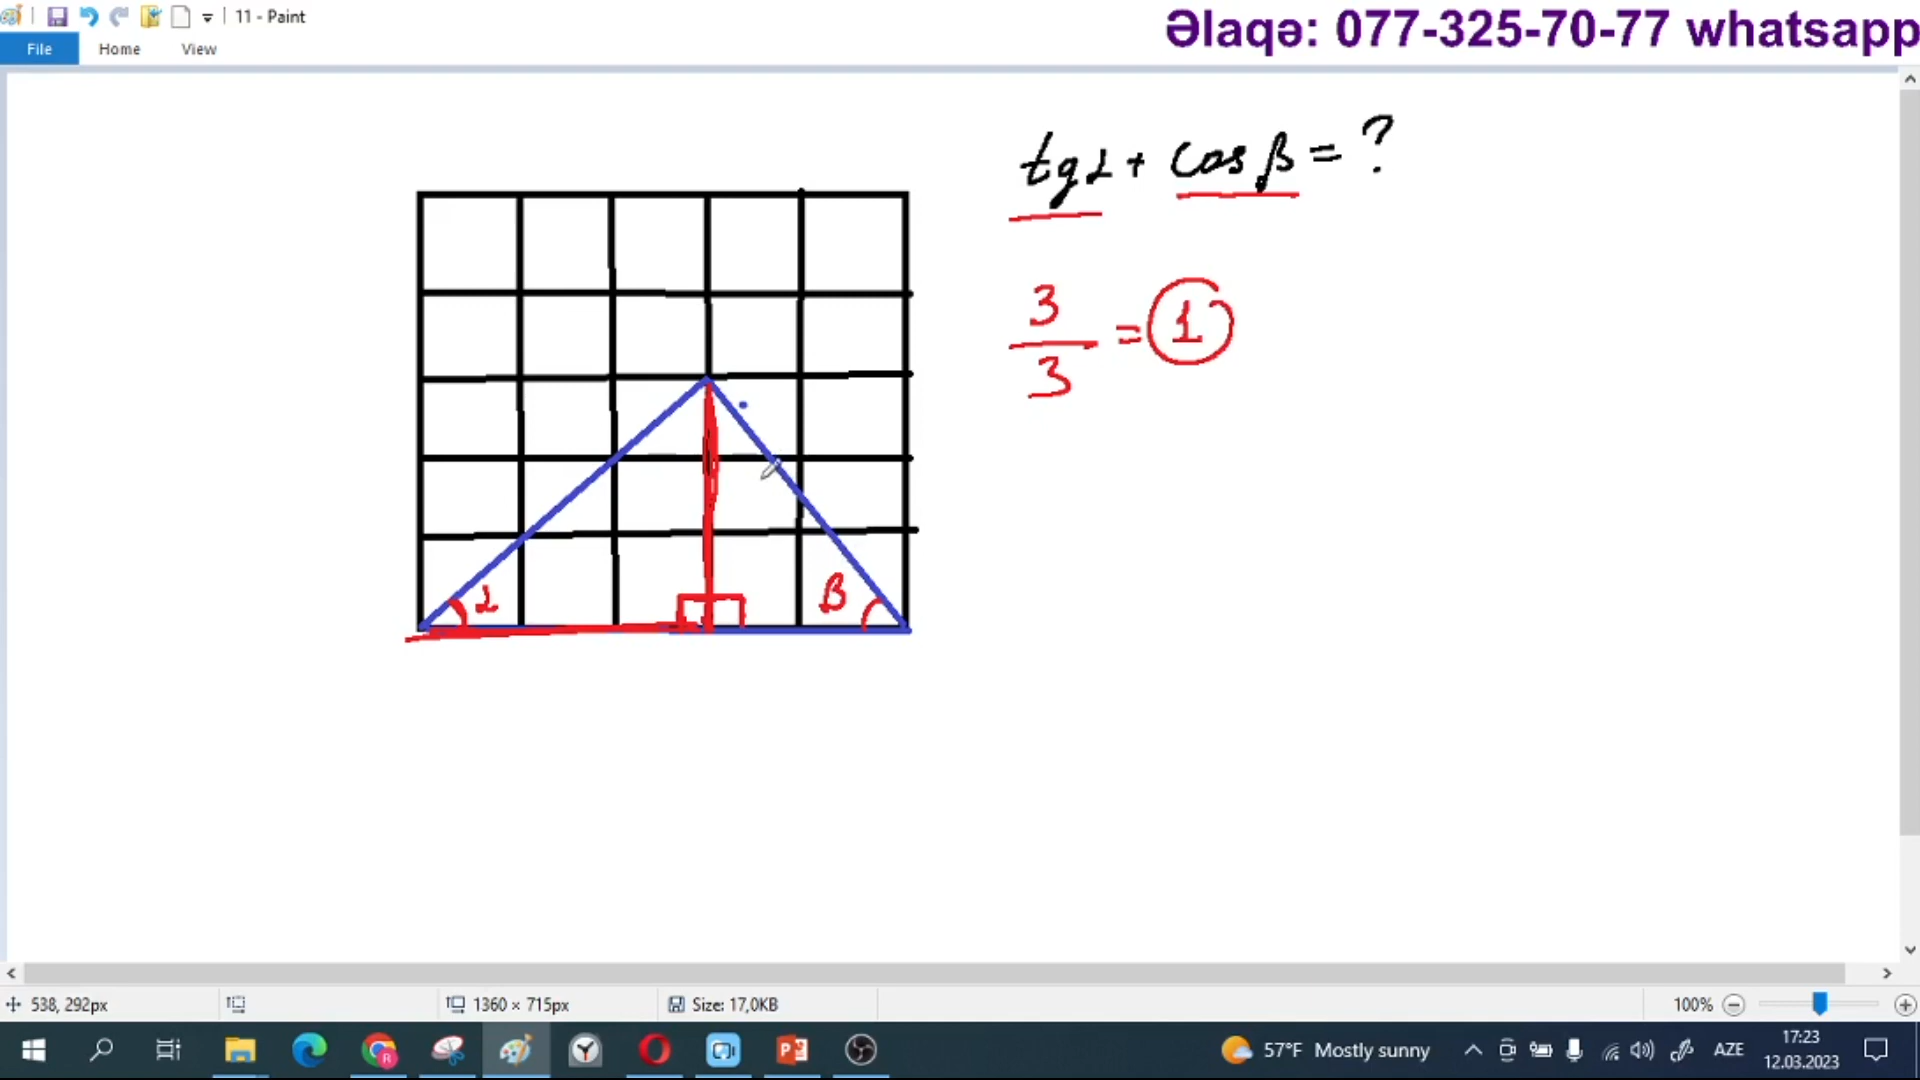 11 - Paint
Əlaqə: 077-325-70-77 whatsapp
File Home View
tgα + cosβ = ?
3
3
= 1
α
β
538, 292px
1360 × 715px
Size: 17,0KB
100%
57°F Mostly sunny
AZE
17:23
12.03.2023